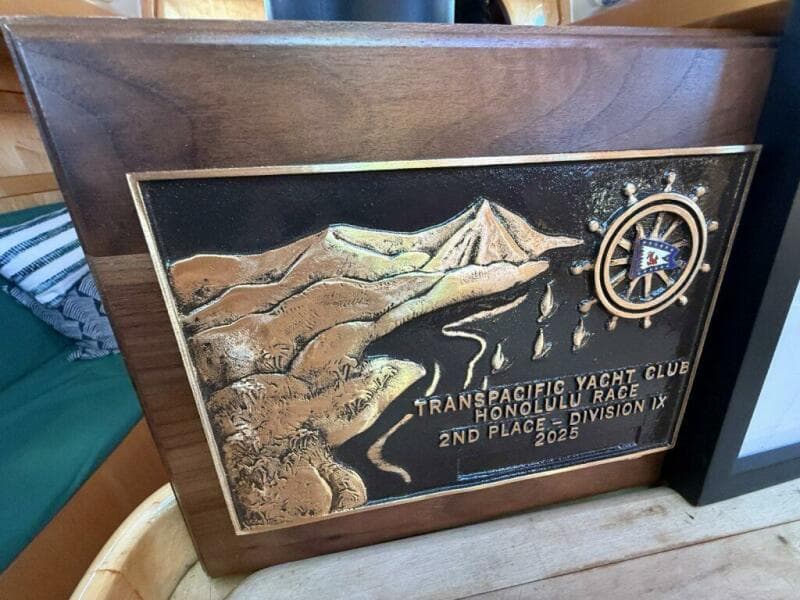 TRANSPACIFIC YACHT CLUB
HONOLULU RACE
2ND PLACE - DIVISION IX
2025